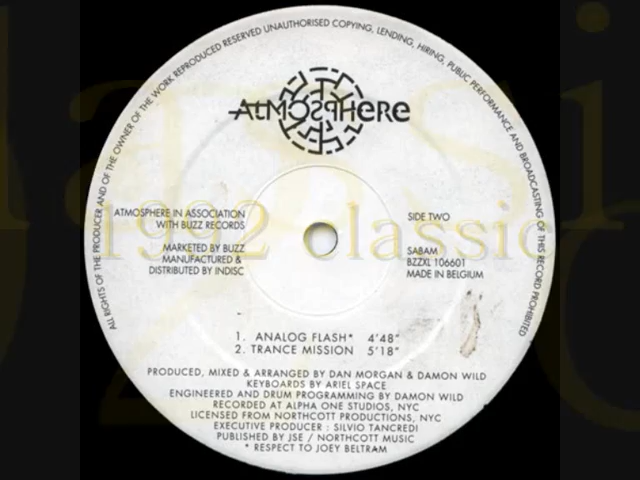 ALL RIGHTS OF THE PRODUCER AND OF THE OWNER OF THE WORK REPRODUCED RESERVED UNAUTHORISED COPYING, LENDING, HIRING, PUBLIC PERFORMANCE AND BROADCASTING OF THIS RECORD PROHIBITED
ATMOSPHERE
ATMOSPHERE IN ASSOCIATION
WITH BUZZ RECORDS
MARKETED BY BUZZ
MANUFACTURED &
DISTRIBUTED BY INDISC
SIDE TWO
SABAM
BZZXL 106601
MADE IN BELGIUM
1992 classic
1. ANALOG FLASH* 4'48"
2. TRANCE MISSION 5'18"
PRODUCED, MIXED & ARRANGED BY DAN MORGAN & DAMON WILD
KEYBOARDS BY ARIEL SPACE
ENGINEERED AND DRUM PROGRAMMING BY DAMON WILD
RECORDED AT ALPHA ONE STUDIOS, NYC
LICENSED FROM NORTHCOTT PRODUCTIONS, NYC
EXECUTIVE PRODUCER : SILVIO TANCREDI
PUBLISHED BY JSE / NORTHCOTT MUSIC
* RESPECT TO JOEY BELTRAM